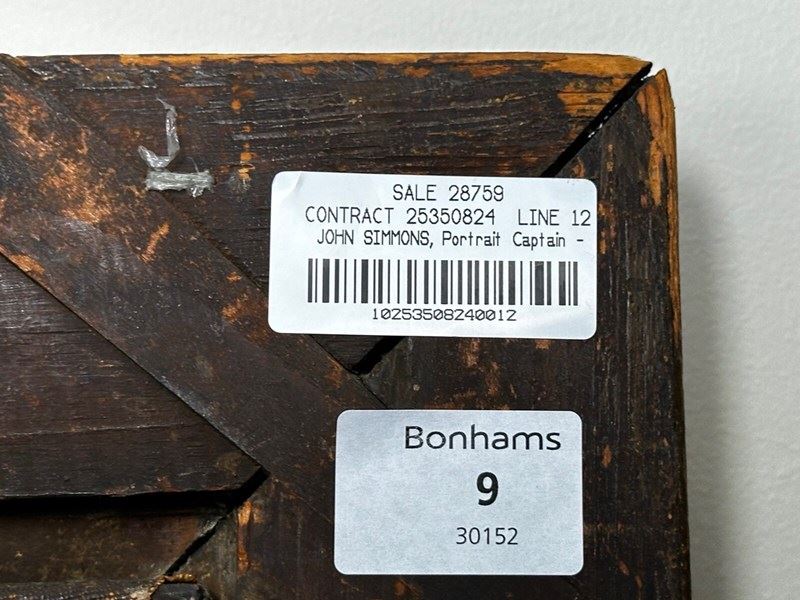 SALE 28759
CONTRACT 25350824 LINE 12
JOHN SIMMONS, Portrait Captain -
10253508240012
Bonhams
9
30152